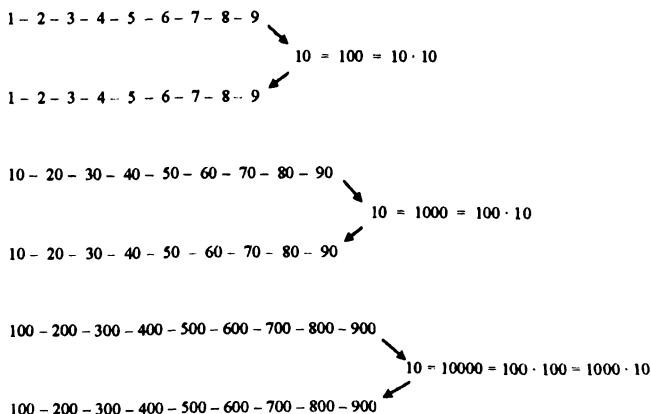 1 – 2 – 3 – 4 – 5 – 6 – 7 – 8 – 9
10 = 100 = 10 · 10
1 – 2 – 3 – 4 – 5 – 6 – 7 – 8 – 9
10 – 20 – 30 – 40 – 50 – 60 – 70 – 80 – 90
10 = 1000 = 100 · 10
10 – 20 – 30 – 40 – 50 – 60 – 70 – 80 – 90
100 – 200 – 300 – 400 – 500 – 600 – 700 – 800 – 900
10 = 10000 = 100 · 100 = 1000 · 10
100 – 200 – 300 – 400 – 500 – 600 – 700 – 800 – 900